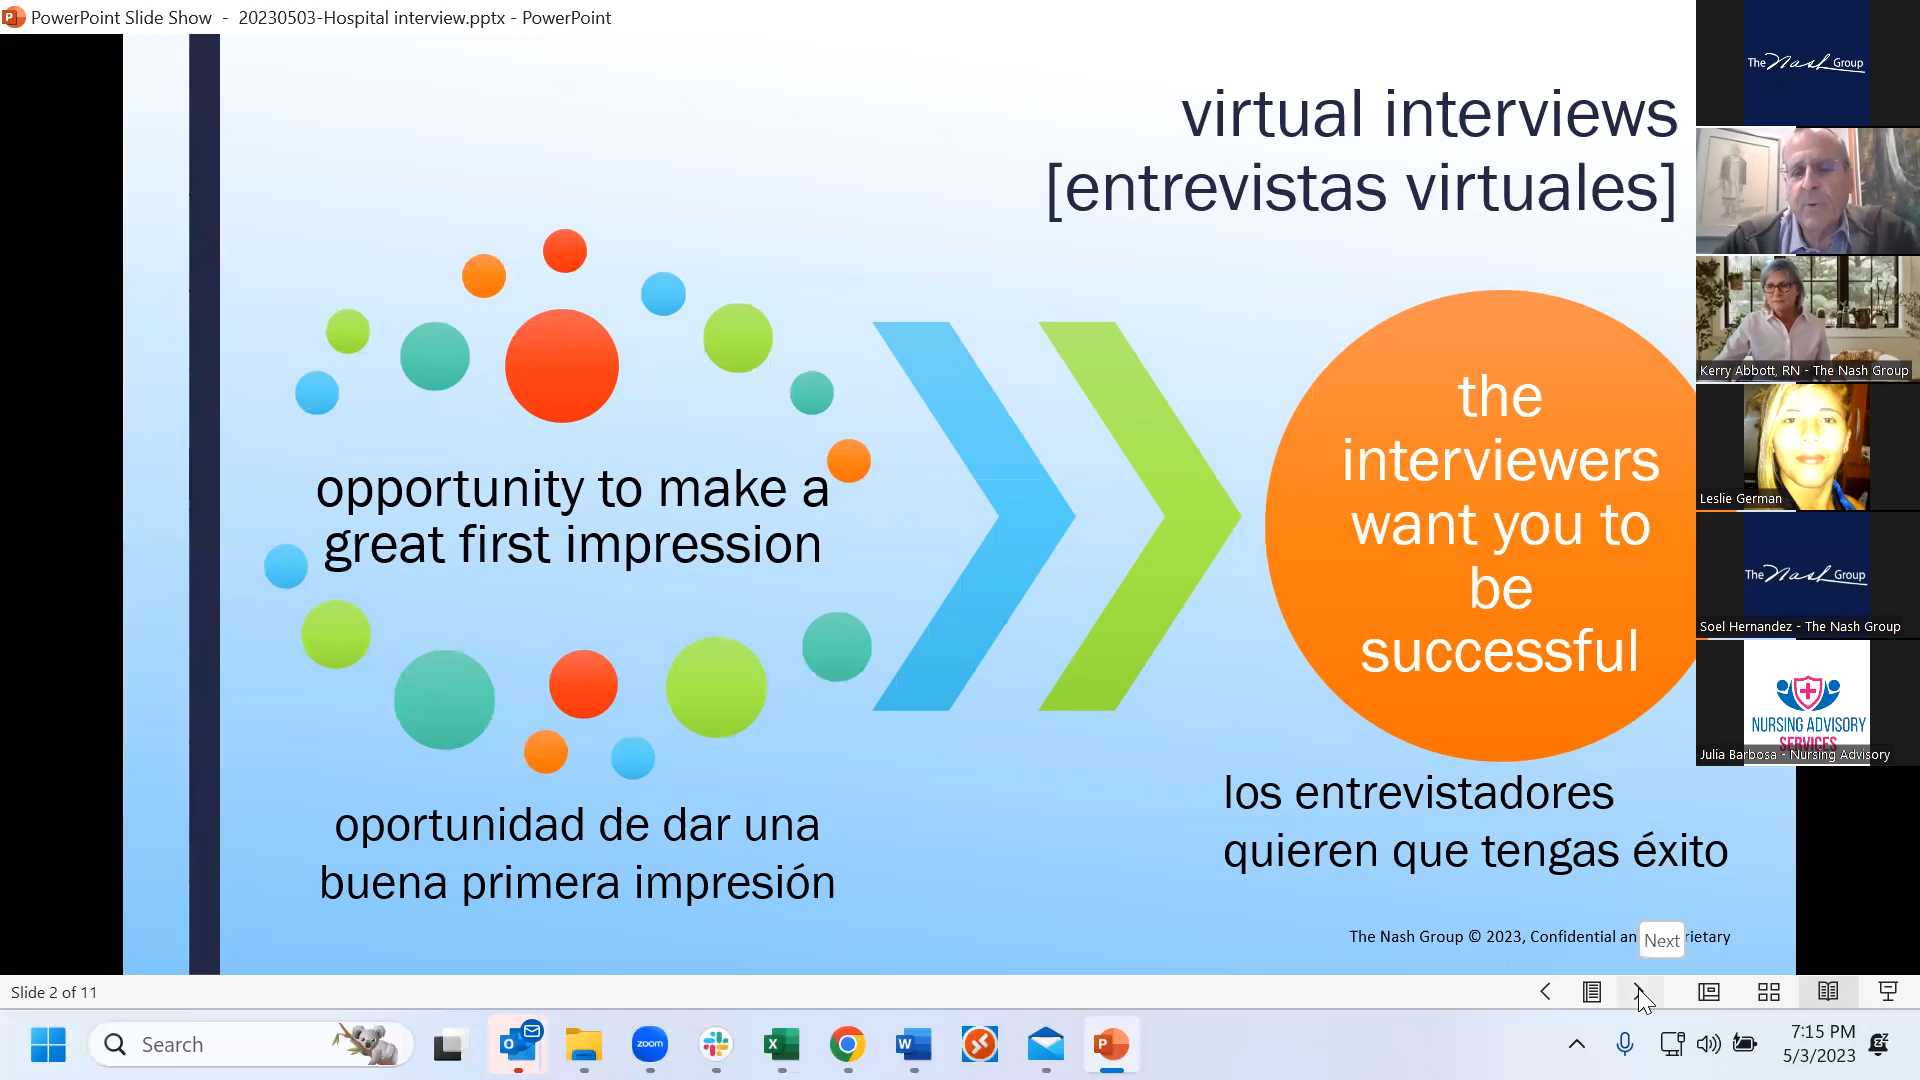 PowerPoint Slide Show - 20230503-Hospital interview.pptx - PowerPoint
virtual interviews
[entrevistas virtuales]
opportunity to make a
great first impression
the
interviewers
want you to
be
successful
oportunidad de dar una
buena primera impresión
los entrevistadores
quieren que tengas éxito
The Nash Group © 2023, Confidential an
rietary
Next
The Nash Group
Kerry Abbott, RN - The Nash Group
Leslie German
The Nash Group
Soel Hernandez - The Nash Group
NURSING ADVISORY
SERVICES
Julia Barbosa - Nursing Advisory
Slide 2 of 11
Search
zoom
7:15 PM
5/3/2023